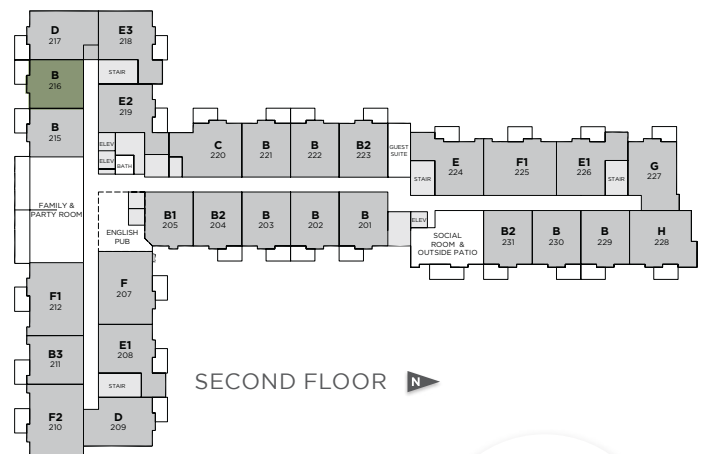 D
217
E3
218
B
216
STAIR
E2
219
B
215
ELEV
ELEV
BATH
C
220
B
221
B
222
B2
223
GUEST
SUITE
E
224
STAIR
F1
225
E1
226
STAIR
G
227
FAMILY &
PARTY ROOM
ENGLISH
PUB
B1
205
B2
204
B
203
B
202
B
201
ELEV
SOCIAL
ROOM &
OUTSIDE PATIO
B2
231
B
230
B
229
H
228
F1
212
F
207
B3
211
E1
208
STAIR
F2
210
D
209
SECOND FLOOR
N